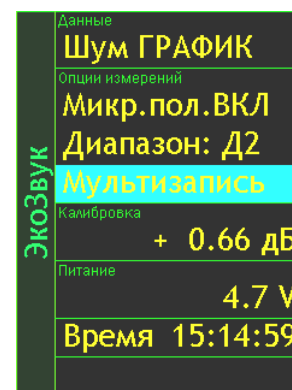 ЭкоЗвук
Данные
Шум ГРАФИК
Опции измерений
Микр.пол.ВКЛ
Диапазон: Д2
Мультизапись
Калибровка
+ 0.66 дБ
Питание
4.7 V
Время 15:14:59